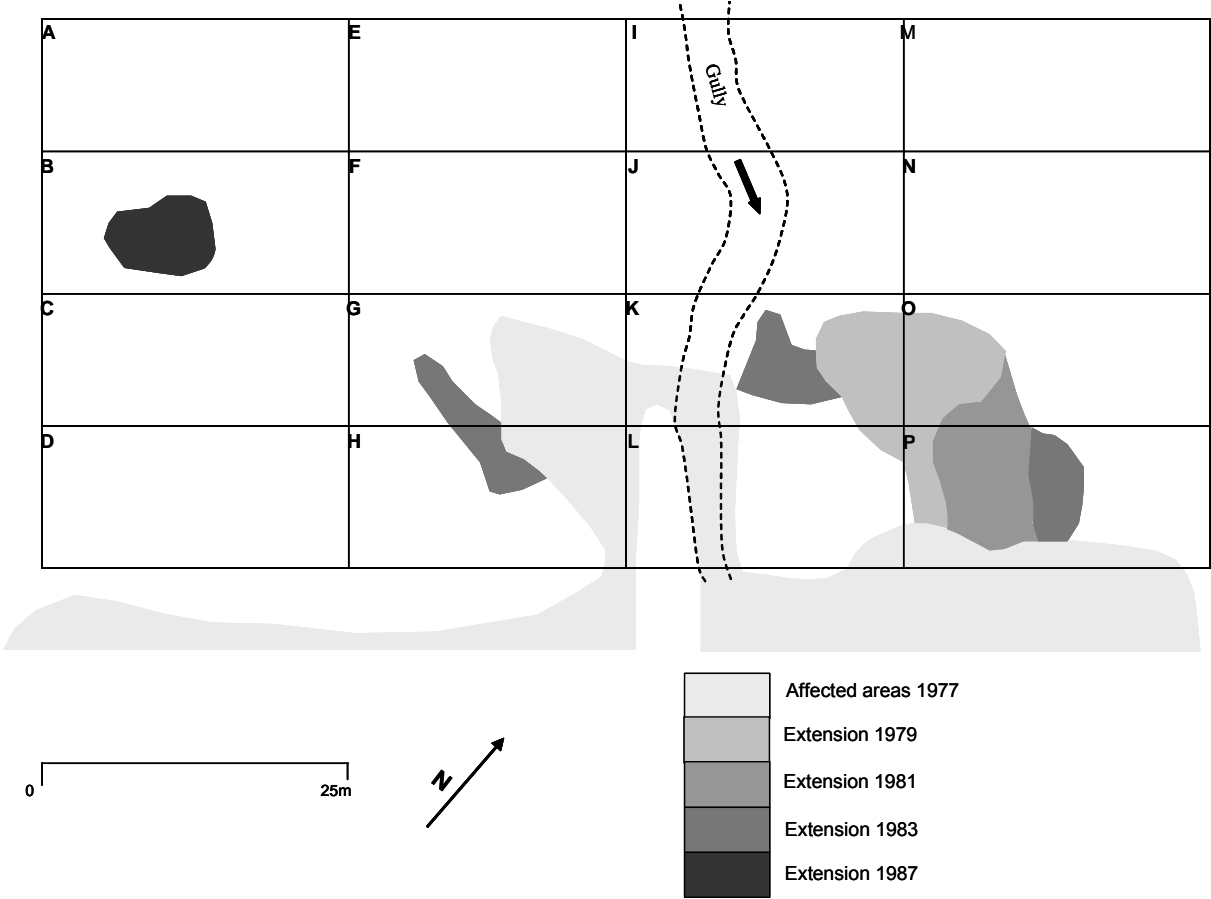 A E I M
Gully
B F J N
C G K O
D H L P
Affected areas 1977
Extension 1979
Extension 1981
Extension 1983
Extension 1987
0 25m
N